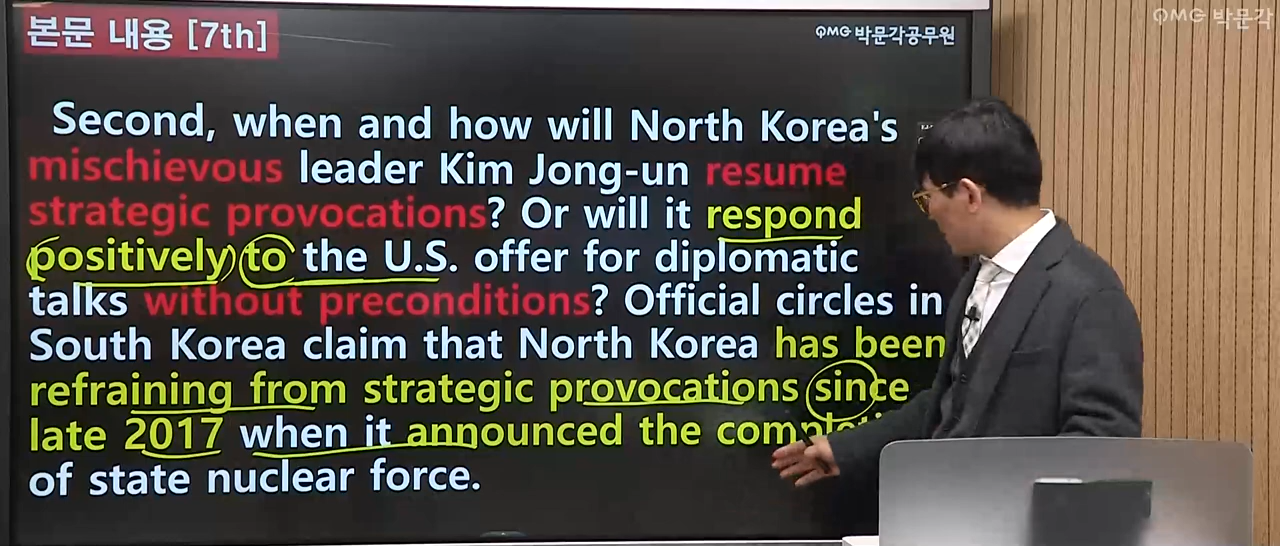 본문 내용 [7th]
PMG 박문각공무원
PMG 박문각
Second, when and how will North Korea's
mischievous leader Kim Jong-un resume
strategic provocations? Or will it respond
positively to the U.S. offer for diplomatic
talks without preconditions? Official circles in
South Korea claim that North Korea has been
refraining from strategic provocations since
late 2017 when it announced the
of state nuclear force.